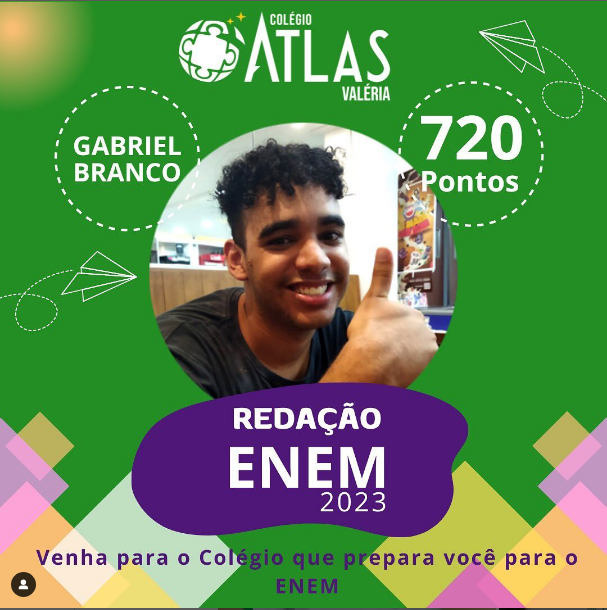 COLÉGIO
ATLAS
VALÉRIA
GABRIEL
BRANCO
720
Pontos
REDAÇÃO
ENEM
2023
Venha para o Colégio que prepara você para o
ENEM